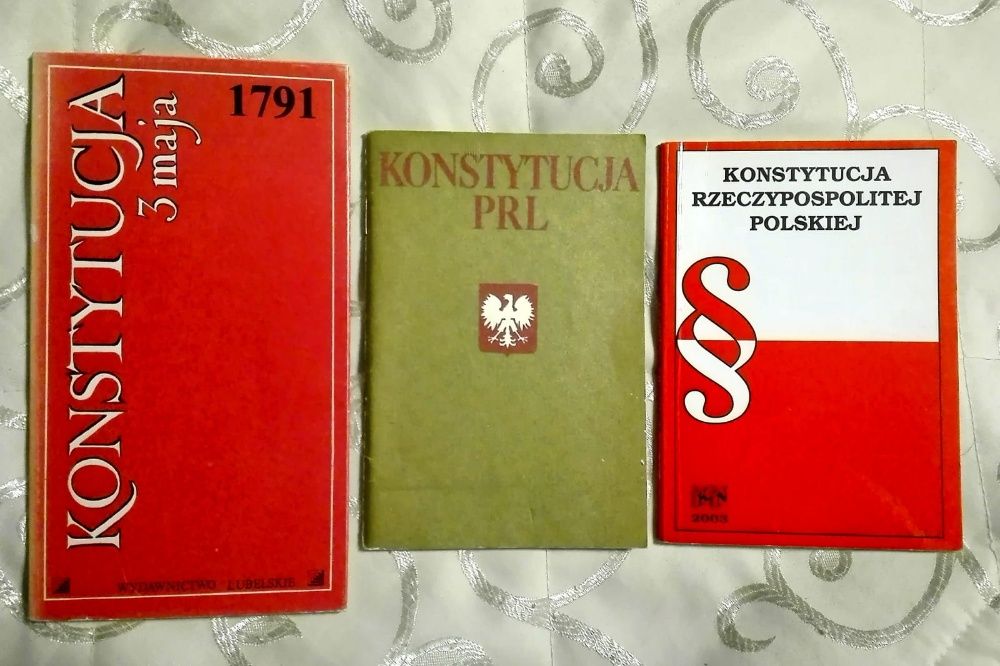 KONSTYTUCJA
3 maja
1791
WYDAWNICTWO LUBELSKIE
KONSTYTUCJA
PRL
KONSTYTUCJA
RZECZYPOSPOLITEJ
POLSKIEJ
§
2003